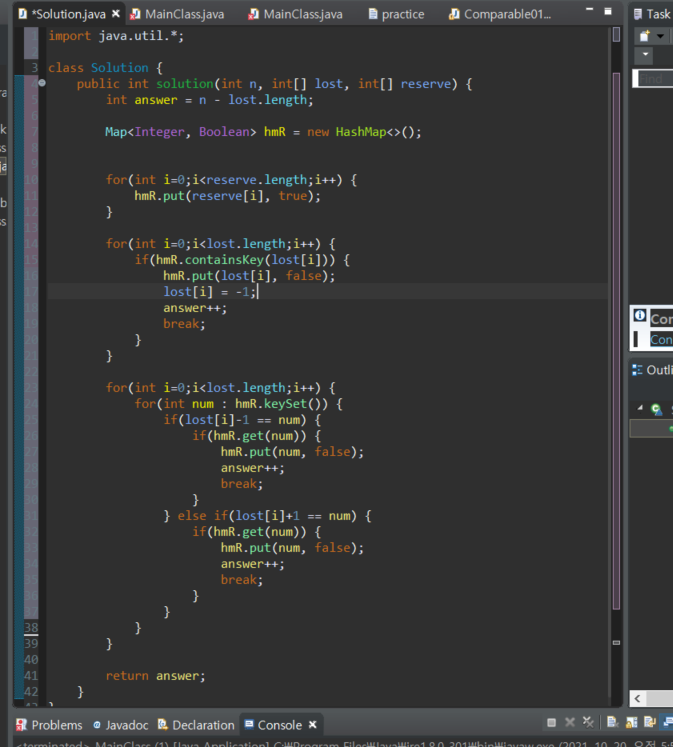 *Solution.java
MainClass.java
MainClass.java
practice
Comparable01...
Task
Find
import java.util.*;
3 class Solution {
public int solution(int n, int[] lost, int[] reserve) {
int answer = n - lost.length;
Map<Integer, Boolean> hmR = new HashMap<>();
for(int i=0;i<reserve.length;i++) {
hmR.put(reserve[i], true);
}
for(int i=0;i<lost.length;i++) {
if(hmR.containsKey(lost[i])) {
hmR.put(lost[i], false);
lost[i] = -1;
answer++;
break;
}
}
for(int i=0;i<lost.length;i++) {
for(int num : hmR.keySet()) {
if(lost[i]-1 == num) {
if(hmR.get(num)) {
hmR.put(num, false);
answer++;
break;
}
} else if(lost[i]+1 == num) {
if(hmR.get(num)) {
hmR.put(num, false);
answer++;
break;
}
}
38 }
39 }
40
41 return answer;
42 }
Con
Con
Outli
Problems
Javadoc
Declaration
Console
<terminated> MainClass (1) [Java Application] C:₩Program Files₩Java₩jre1.8.0_301₩bin₩javaw.exe (2021. 10. 20. 오전